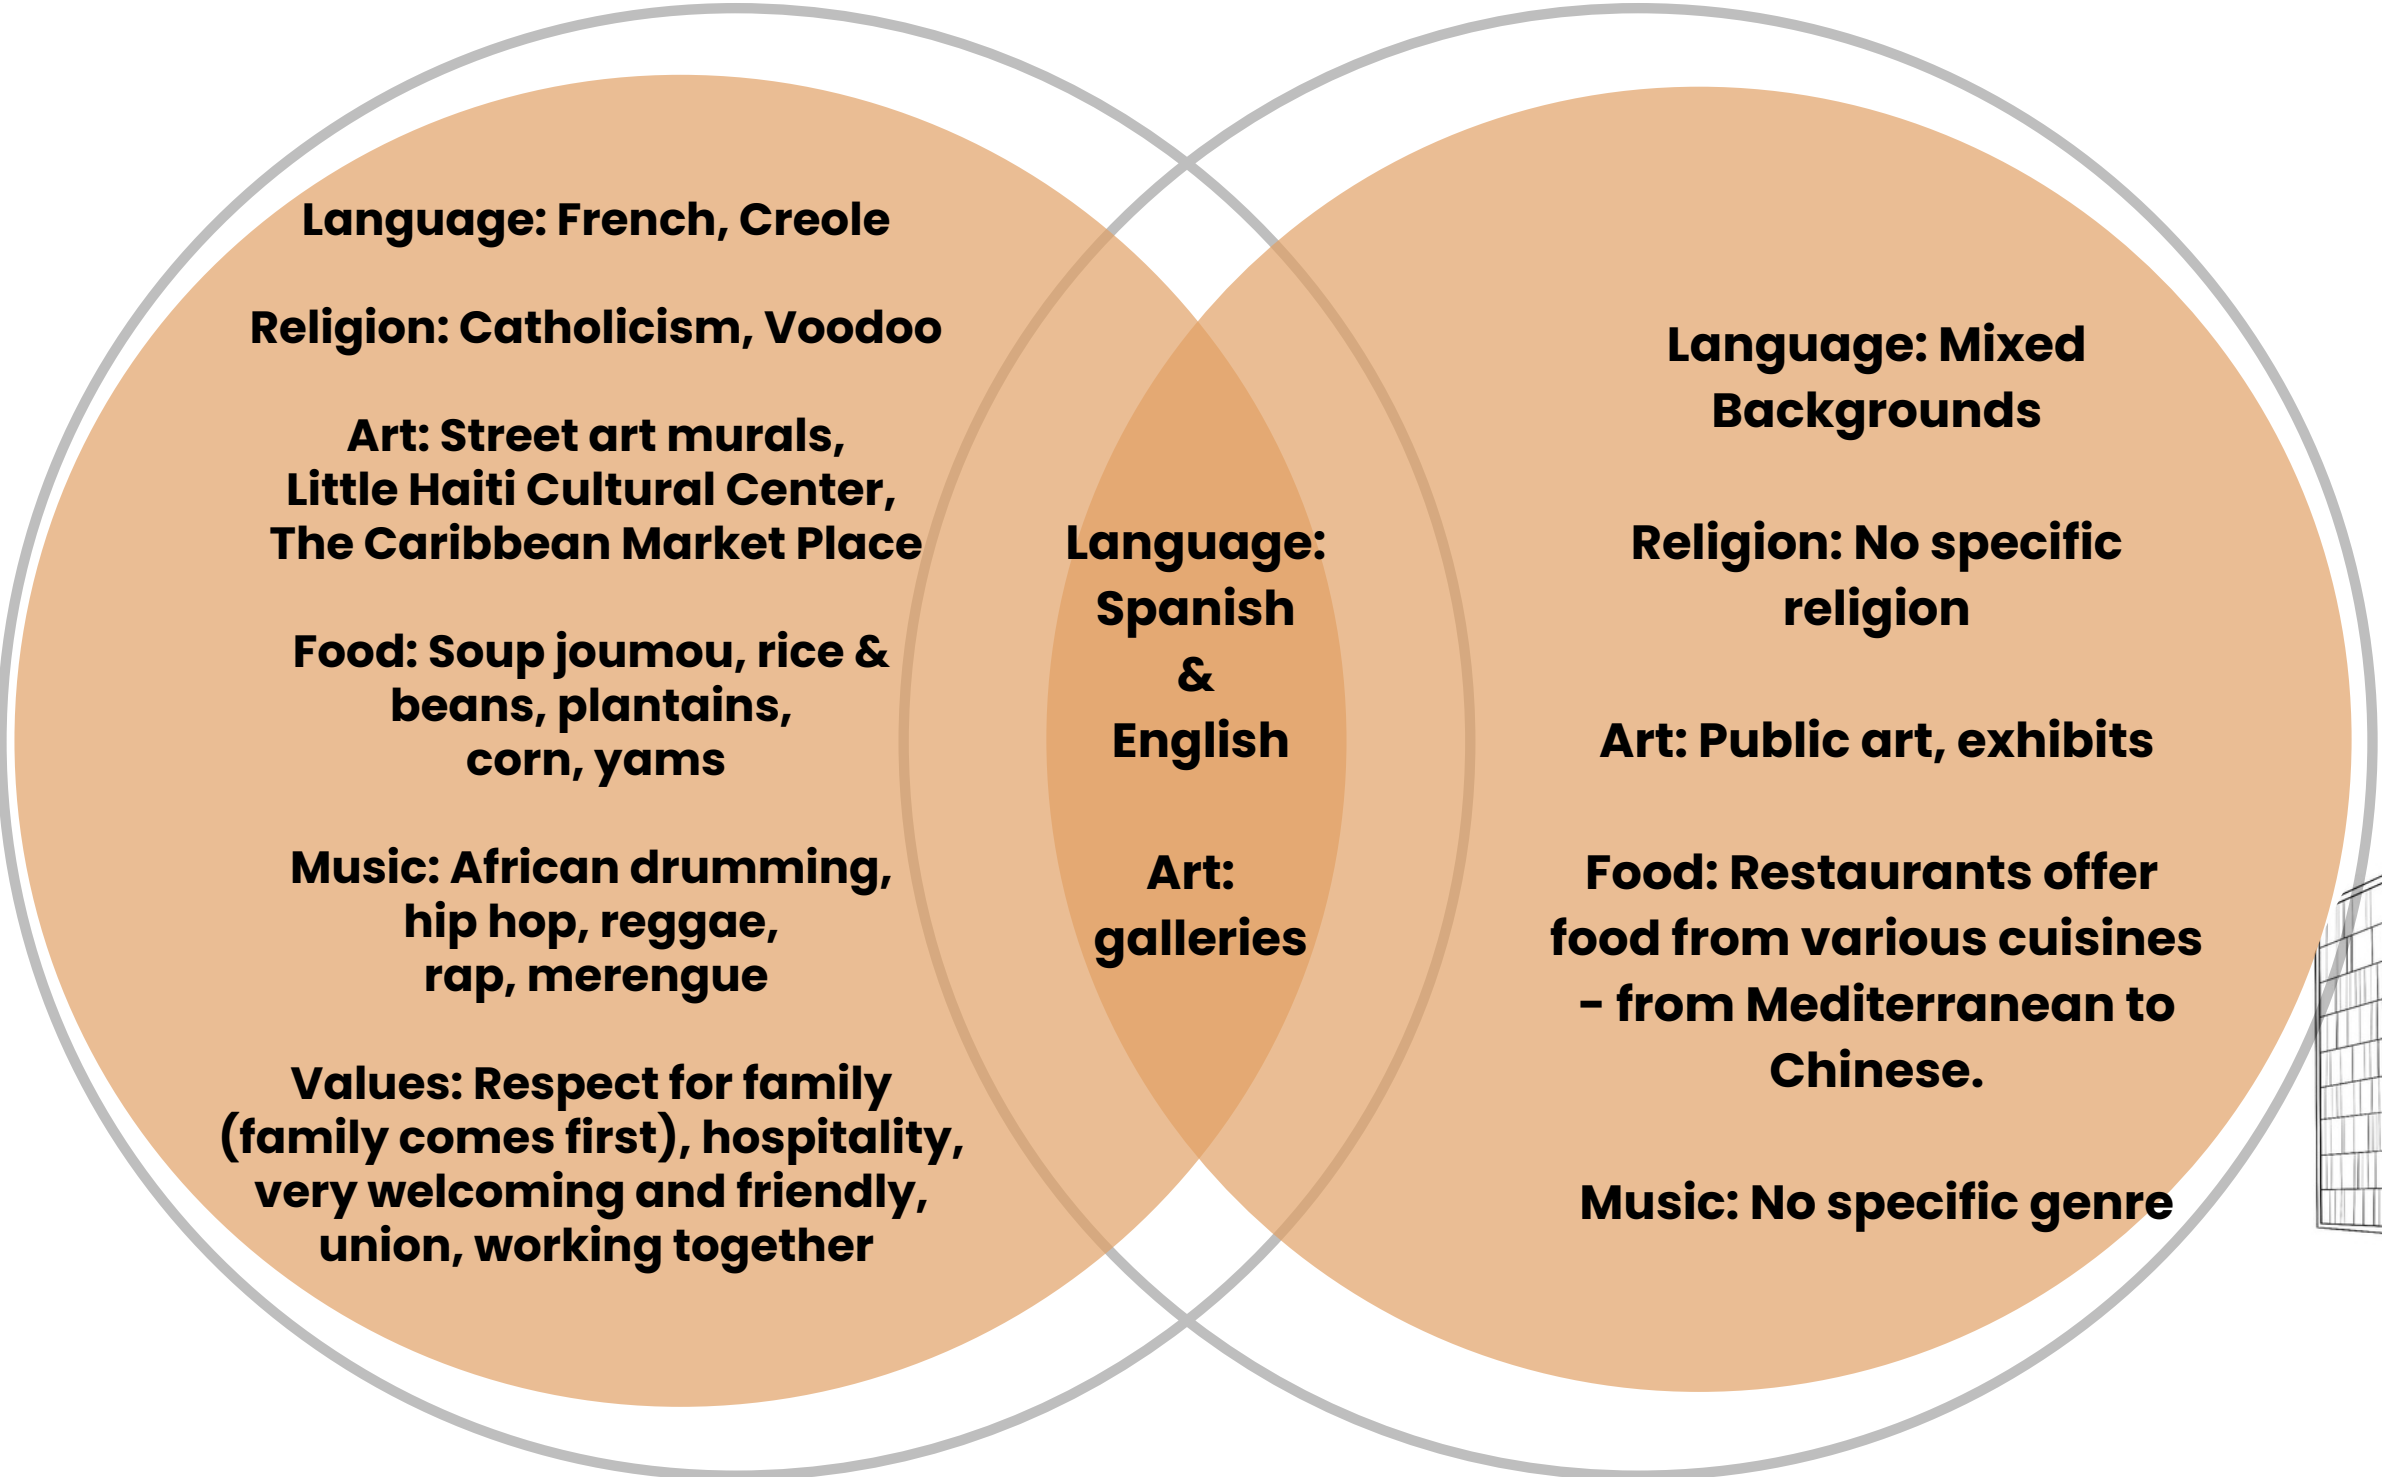 Language: French, Creole
Religion: Catholicism, Voodoo
Art: Street art murals,
Little Haiti Cultural Center,
The Caribbean Market Place
Food: Soup joumou, rice &
beans, plantains,
corn, yams
Music: African drumming,
hip hop, reggae,
rap, merengue
Values: Respect for family
(family comes first), hospitality,
very welcoming and friendly,
union, working together
Language:
Spanish
&
English
Art:
galleries
Language: Mixed
Backgrounds
Religion: No specific
religion
Art: Public art, exhibits
Food: Restaurants offer
food from various cuisines
- from Mediterranean to
Chinese.
Music: No specific genre